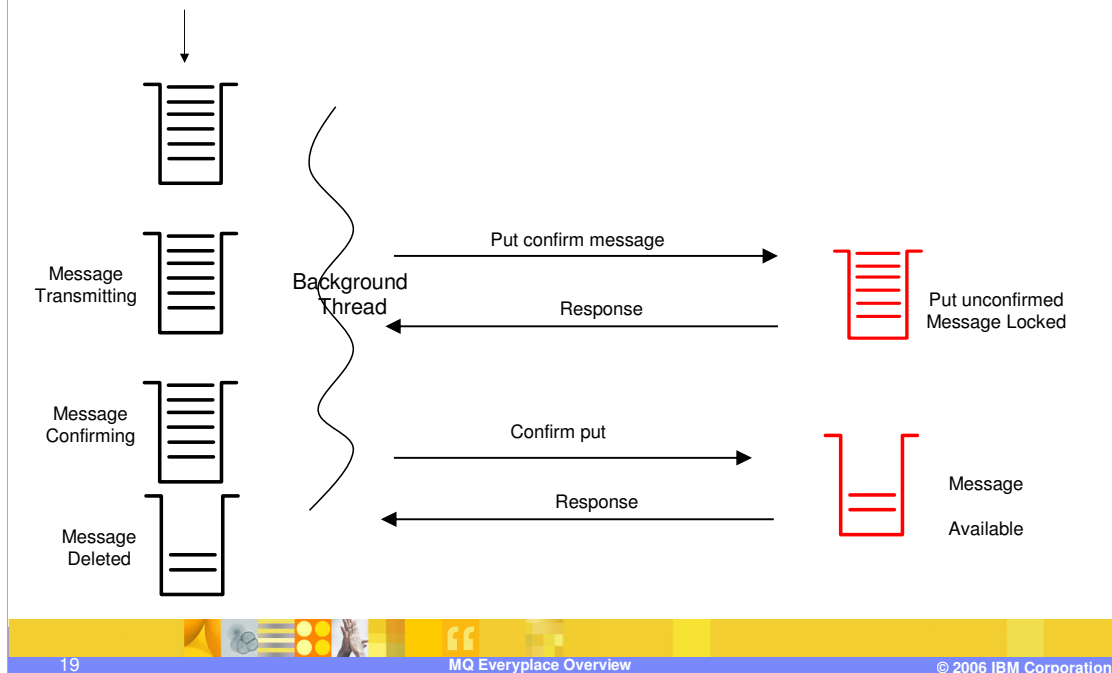 Put confirm message
Message
Transmitting
Background
Thread
Response
Put unconfirmed
Message Locked
Message
Confirming
Confirm put
Message
Available
Response
Message
Deleted
19
MQ Everyplace Overview
© 2006 IBM Corporation